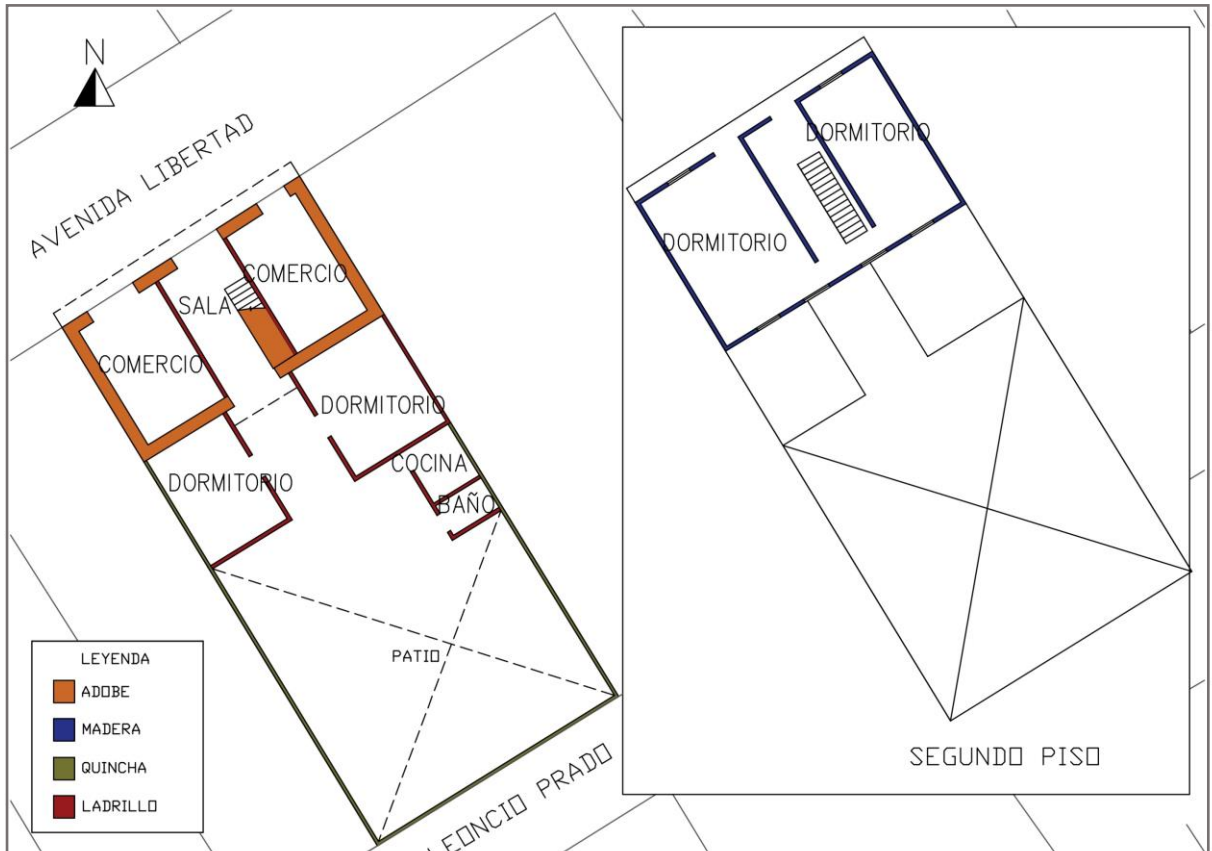 N
AVENIDA LIBERTAD
COMERCIO
SALA
COMERCIO
DORMITORIO
COCINA
DORMITORIO
BAÑO
PATIO
LEONCIO PRADO
LEYENDA
ADOBE
MADERA
QUINCHA
LADRILLO
DORMITORIO
DORMITORIO
SEGUNDO PISO